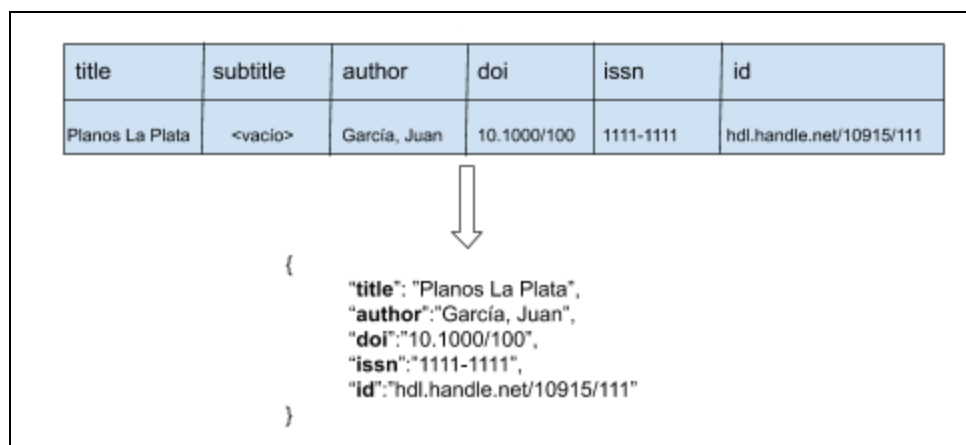 title subtitle author doi issn id
Planos La Plata <vacio> García, Juan 10.1000/100 1111-1111 hdl.handle.net/10915/111
{
“title”: ”Planos La Plata”,
“author”:”García, Juan”,
“doi”:”10.1000/100”,
“issn”:”1111-1111”,
“id”:”hdl.handle.net/10915/111”
}